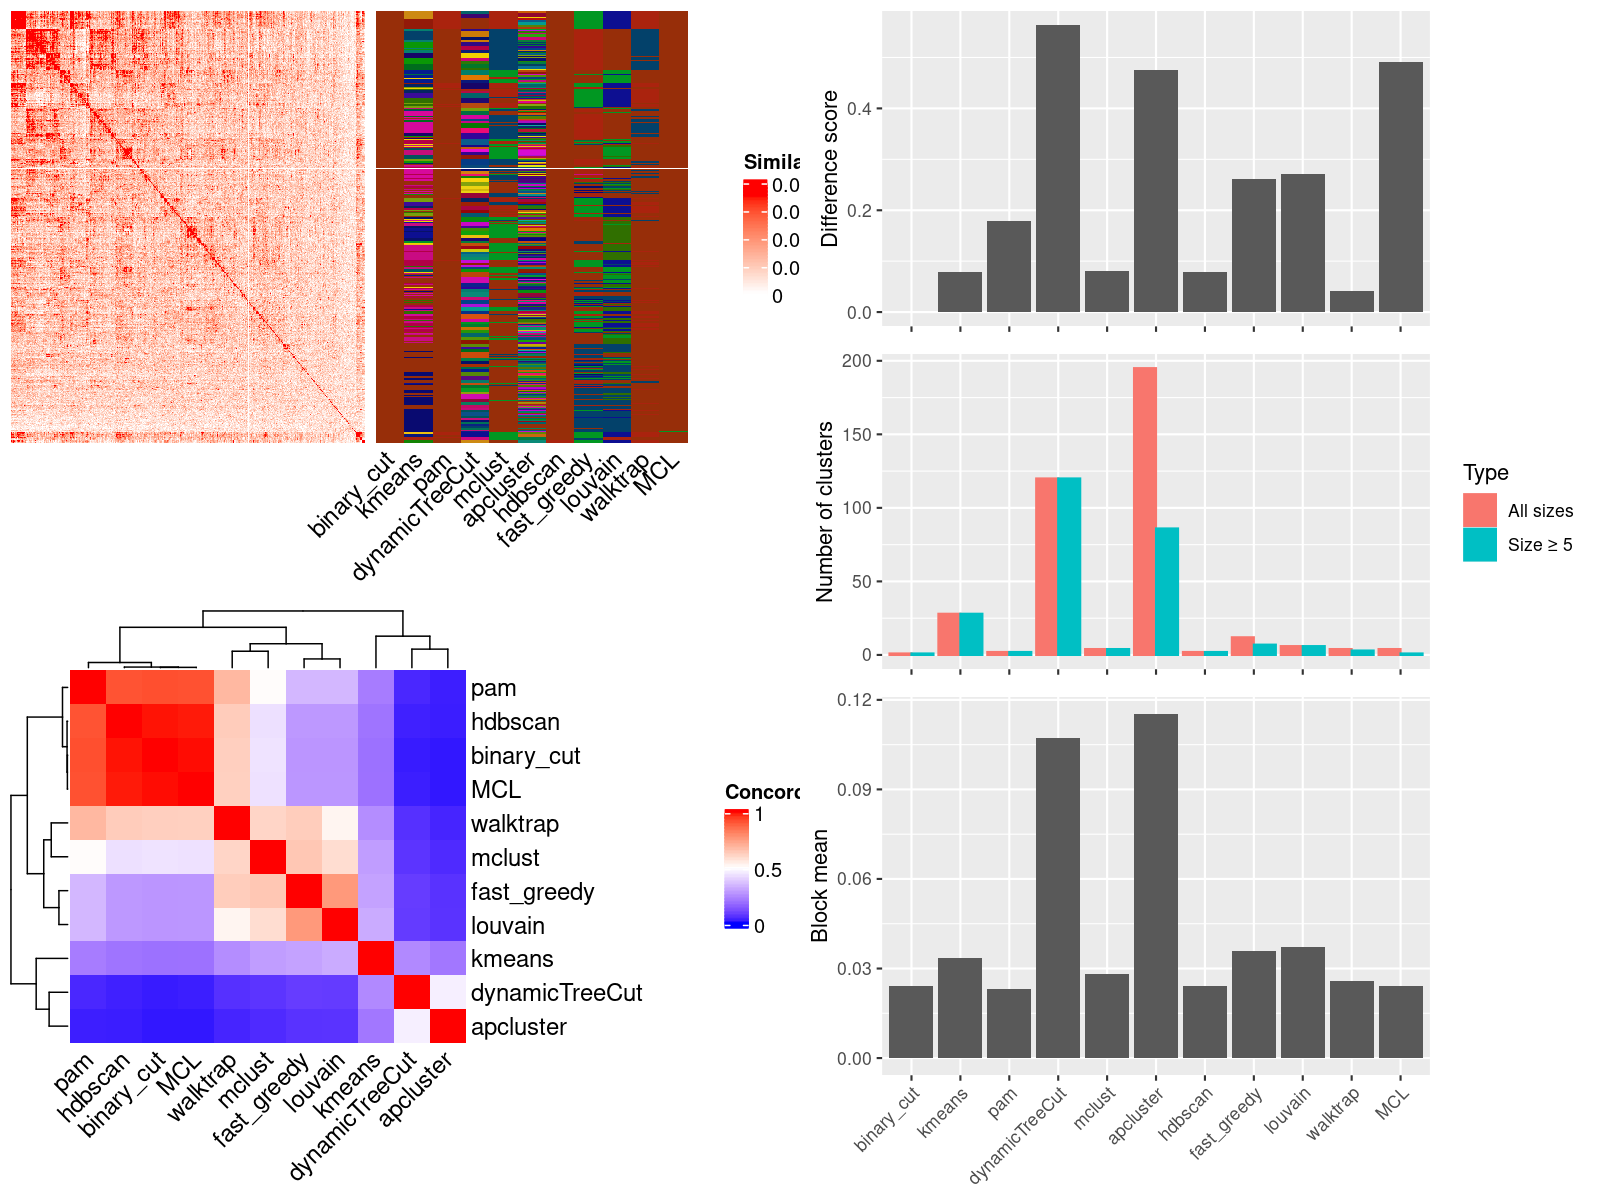 Simila
0.0
0.0
0.0
0.0
0
binary_cut
kmeans
pam
dynamicTreeCut
mclust
apcluster
hdbscan
fast_greedy
louvain
walktrap
MCL
pam
hdbscan
binary_cut
MCL
walktrap
mclust
fast_greedy
louvain
kmeans
dynamicTreeCut
apcluster
pam
hdbscan
binary_cut
MCL
walktrap
mclust
fast_greedy
louvain
kmeans
dynamicTreeCut
apcluster
Concord
1
0.5
0
Difference score
0.4
0.2
0.0
Number of clusters
200
150
100
50
0
Type
All sizes
Size ≥ 5
Block mean
0.12
0.09
0.06
0.03
0.00
binary_cut
kmeans
pam
dynamicTreeCut
mclust
apcluster
hdbscan
fast_greedy
louvain
walktrap
MCL